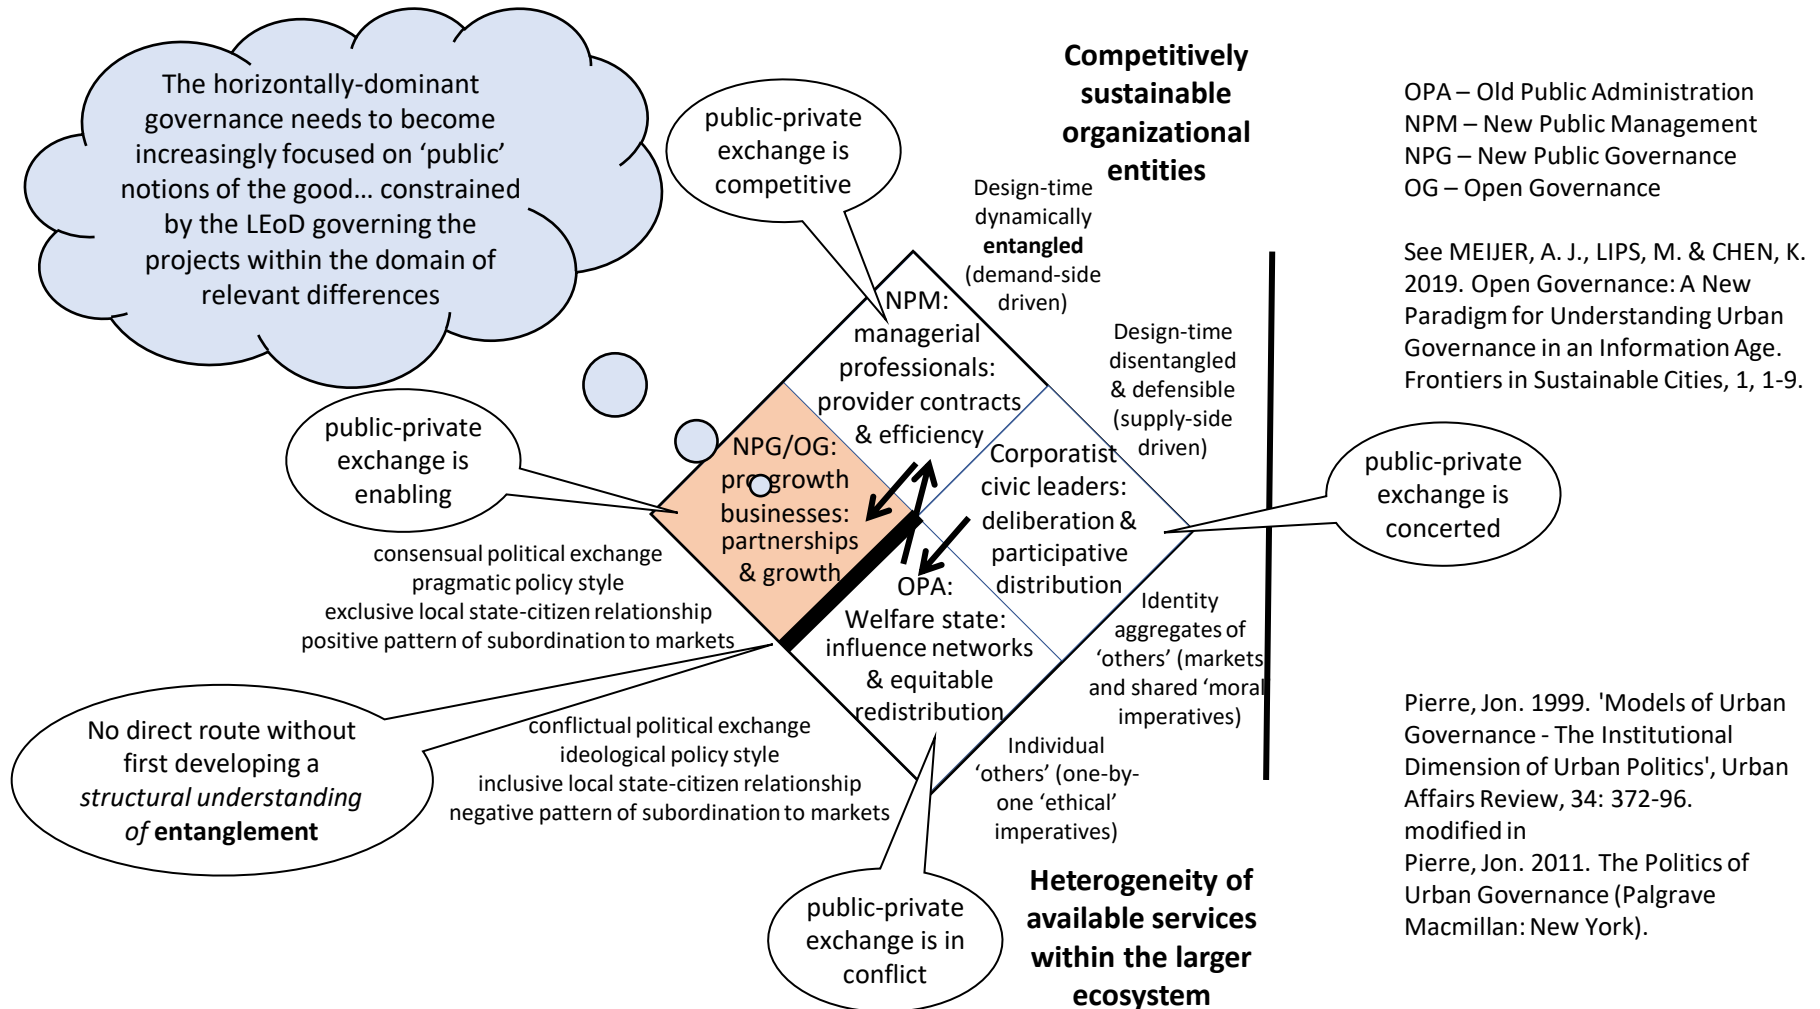 The horizontally-dominant
governance needs to become
increasingly focused on ‘public’
notions of the good… constrained
by the LEoD governing the
projects within the domain of
relevant differences
public-private
exchange is
competitive
Competitively
sustainable
organizational
entities
Design-time
dynamically
entangled
(demand-side
driven)
Design-time
disentangled
& defensible
(supply-side
driven)
OPA – Old Public Administration
NPM – New Public Management
NPG – New Public Governance
OG – Open Governance
See MEIJER, A. J., LIPS, M. & CHEN, K.
2019. Open Governance: A New
Paradigm for Understanding Urban
Governance in an Information Age.
Frontiers in Sustainable Cities, 1, 1-9.
NPM:
managerial
professionals:
provider contracts
& efficiency
public-private
exchange is
enabling
NPG/OG:
pro-growth
businesses:
partnerships
& growth
Corporatist
civic leaders:
deliberation &
participative
distribution
public-private
exchange is
concerted
consensual political exchange
pragmatic policy style
exclusive local state-citizen relationship
positive pattern of subordination to markets
OPA:
Welfare state:
influence networks
& equitable
redistribution
Identity
aggregates of
‘others’ (markets
and shared ‘moral
imperatives)
No direct route without
first developing a
structural understanding
of entanglement
conflictual political exchange
ideological policy style
inclusive local state-citizen relationship
negative pattern of subordination to markets
Individual
‘others’ (one-by-
one ‘ethical’
imperatives)
Pierre, Jon. 1999. 'Models of Urban
Governance - The Institutional
Dimension of Urban Politics', Urban
Affairs Review, 34: 372-96.
modified in
Pierre, Jon. 2011. The Politics of
Urban Governance (Palgrave
Macmillan: New York).
public-private
exchange is in
conflict
Heterogeneity of
available services
within the larger
ecosystem